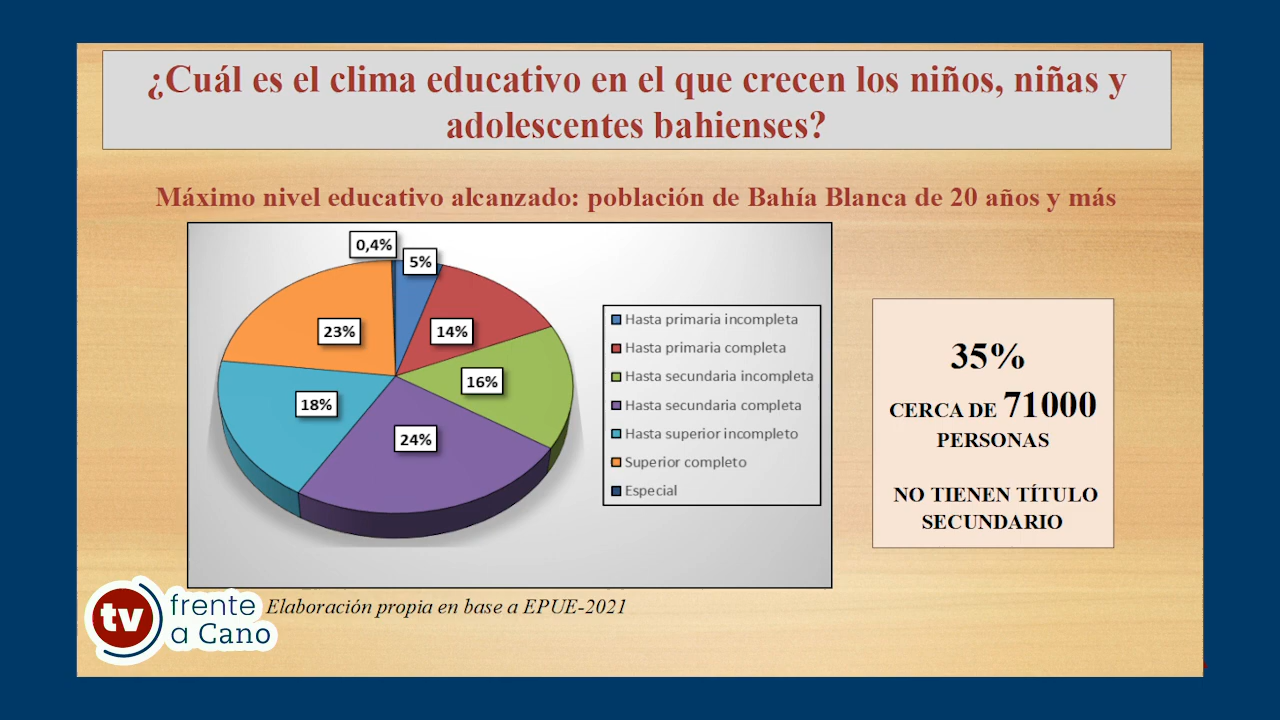 ¿Cuál es el clima educativo en el que crecen los niños, niñas y
adolescentes bahienses?
Máximo nivel educativo alcanzado: población de Bahía Blanca de 20 años y más
0,4%
5%
23%
14%
16%
18%
24%
Hasta primaria incompleta
Hasta primaria completa
Hasta secundaria incompleta
Hasta secundaria completa
Hasta superior incompleto
Superior completo
Especial
35%
CERCA DE 71000
PERSONAS
NO TIENEN TÍTULO
SECUNDARIO
Elaboración propia en base a EPUE-2021
tv
frente
a Cano